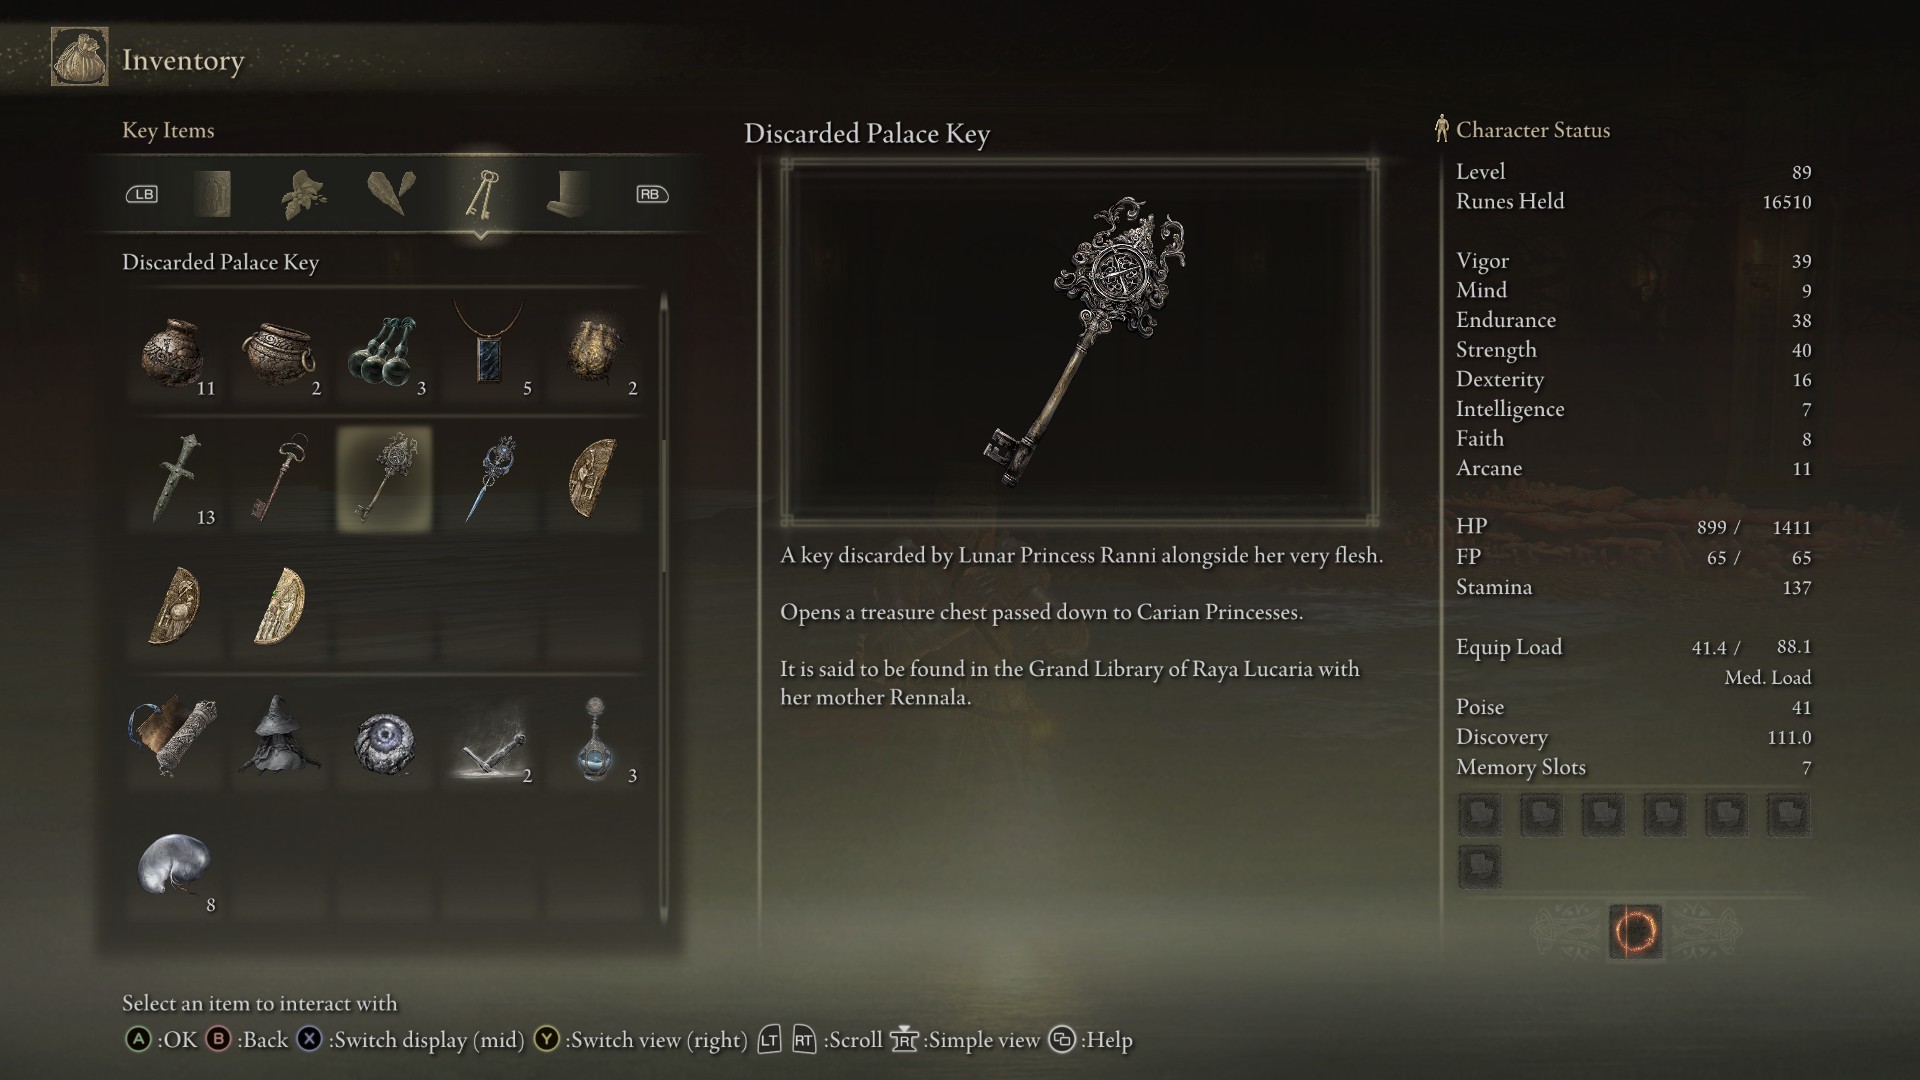 Inventory
Key Items
LB
RB
Discarded Palace Key
11
2
3
5
2
13
2
3
8
Discarded Palace Key
A key discarded by Lunar Princess Ranni alongside her very flesh.
Opens a treasure chest passed down to Carian Princesses.
It is said to be found in the Grand Library of Raya Lucaria with
her mother Rennala.
Character Status
Level 89
Runes Held 16510
Vigor 39
Mind 9
Endurance 38
Strength 40
Dexterity 16
Intelligence 7
Faith 8
Arcane 11
HP 899 / 1411
FP 65 / 65
Stamina 137
Equip Load 41.4 / 88.1
Med. Load
Poise 41
Discovery 111.0
Memory Slots 7
Select an item to interact with
A :OK B :Back X :Switch display (mid) Y :Switch view (right) LT RT :Scroll R :Simple view :Help